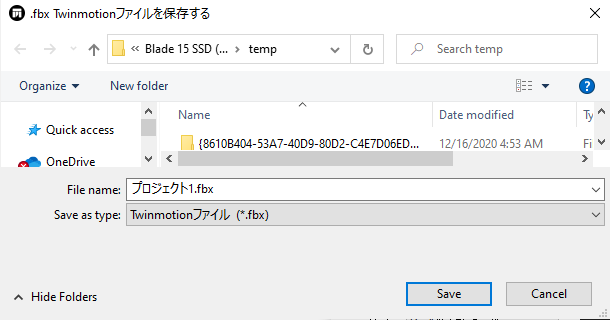 .fbx Twinmotionファイルを保存する
« Blade 15 SSD (... › temp
Search temp
Organize New folder
Name Date modified Ty
Quick access
{8610B404-53A7-40D9-80D2-C4E7D06ED... 12/16/2020 4:53 AM Fi
OneDrive
File name: プロジェクト1.fbx
Save as type: Twinmotionファイル (*.fbx)
Hide Folders Save Cancel